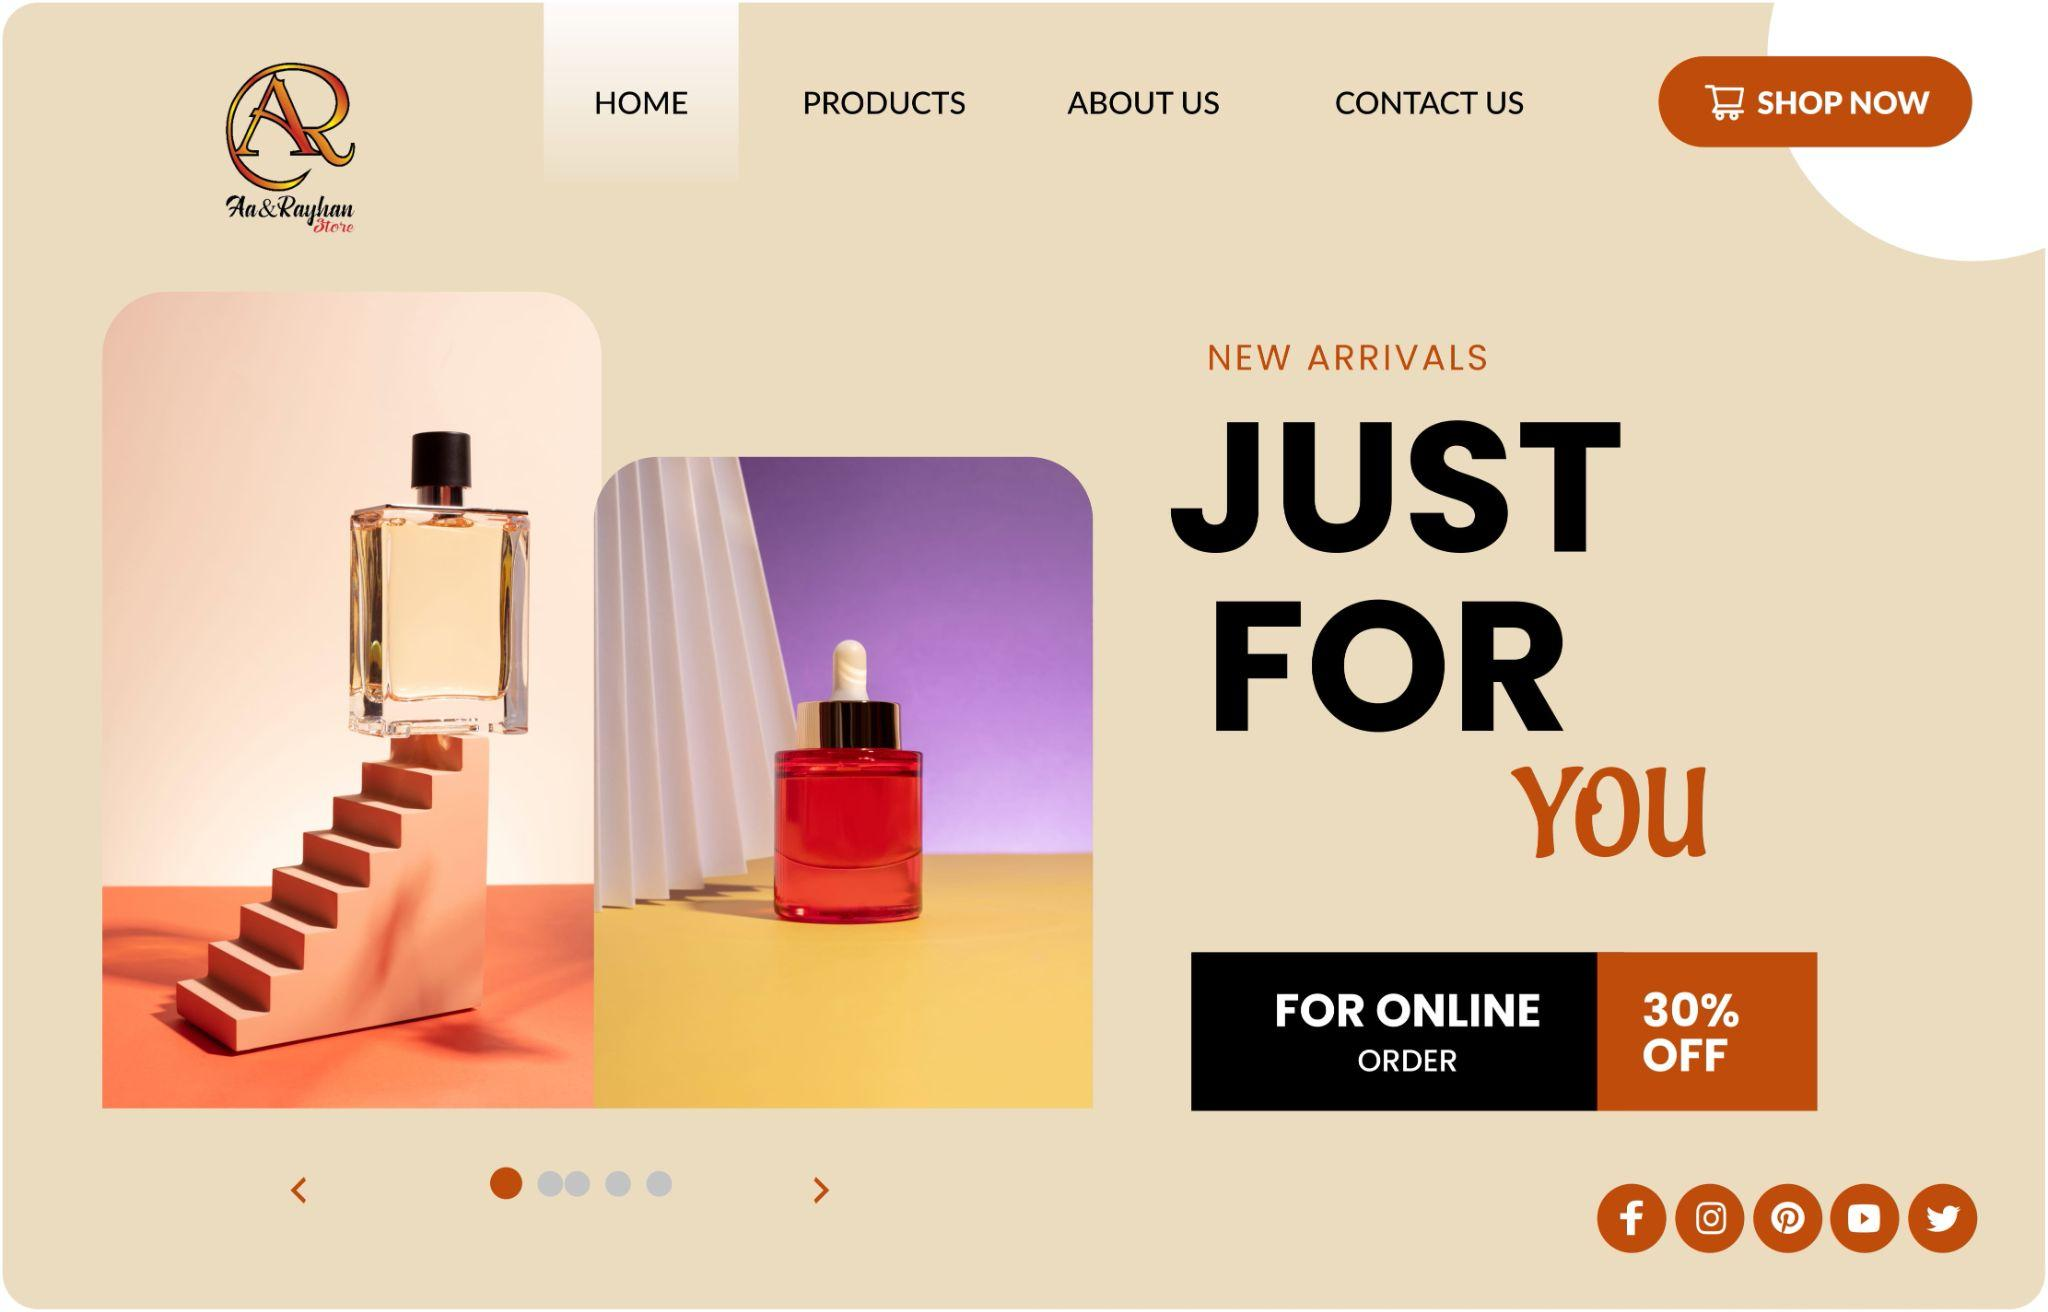 AR
Aa&Rayhan
Store
HOME
PRODUCTS
ABOUT US
CONTACT US
SHOP NOW
NEW ARRIVALS
JUST
FOR
YOU
FOR ONLINE
ORDER
30%
OFF